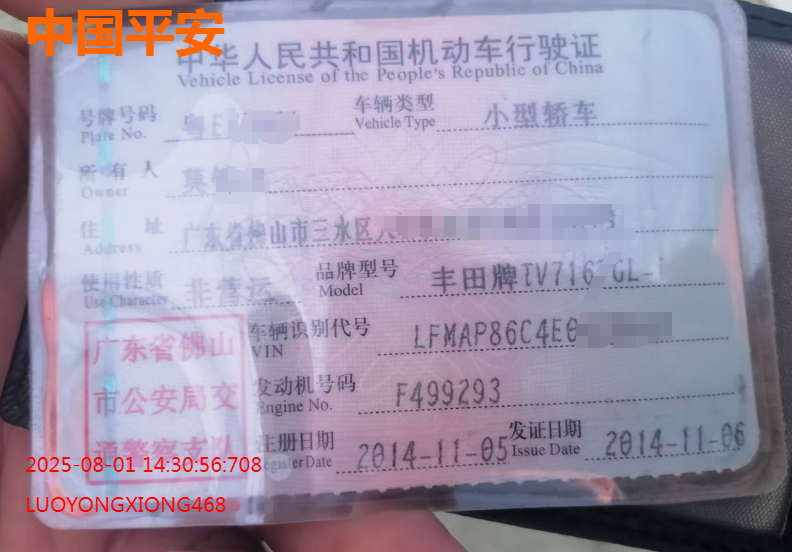 中国平安
中华人民共和国机动车行驶证
Vehicle License of the People's Republic of China
号牌号码 粤E 车辆类型 小型轿车
Plate No. Vehicle Type
所有人 莫
Owner
住址 广东省佛山市三水区
Address
使用性质 非营运 品牌型号 丰田牌TV716 GL-
Use Character Model
广东省佛山 车辆识别代号 LFMAP86C4E0
VIN
市公安局交 发动机号码 F499293
Engine No.
通警察支队 注册日期 2014-11-05 发证日期 2014-11-06
Register Date Issue Date
2025-08-01 14:30:56:708
LUOYONGXIONG468